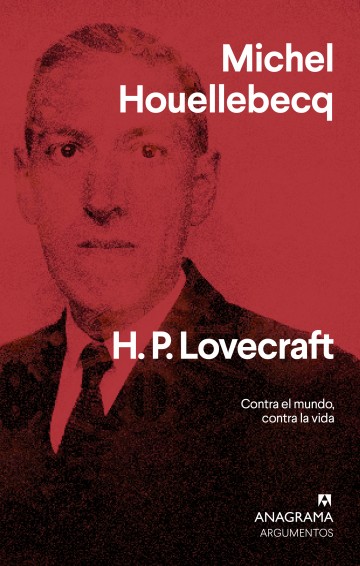 Michel
Houellebecq
H. P. Lovecraft
Contra el mundo,
contra la vida
ANAGRAMA
ARGUMENTOS